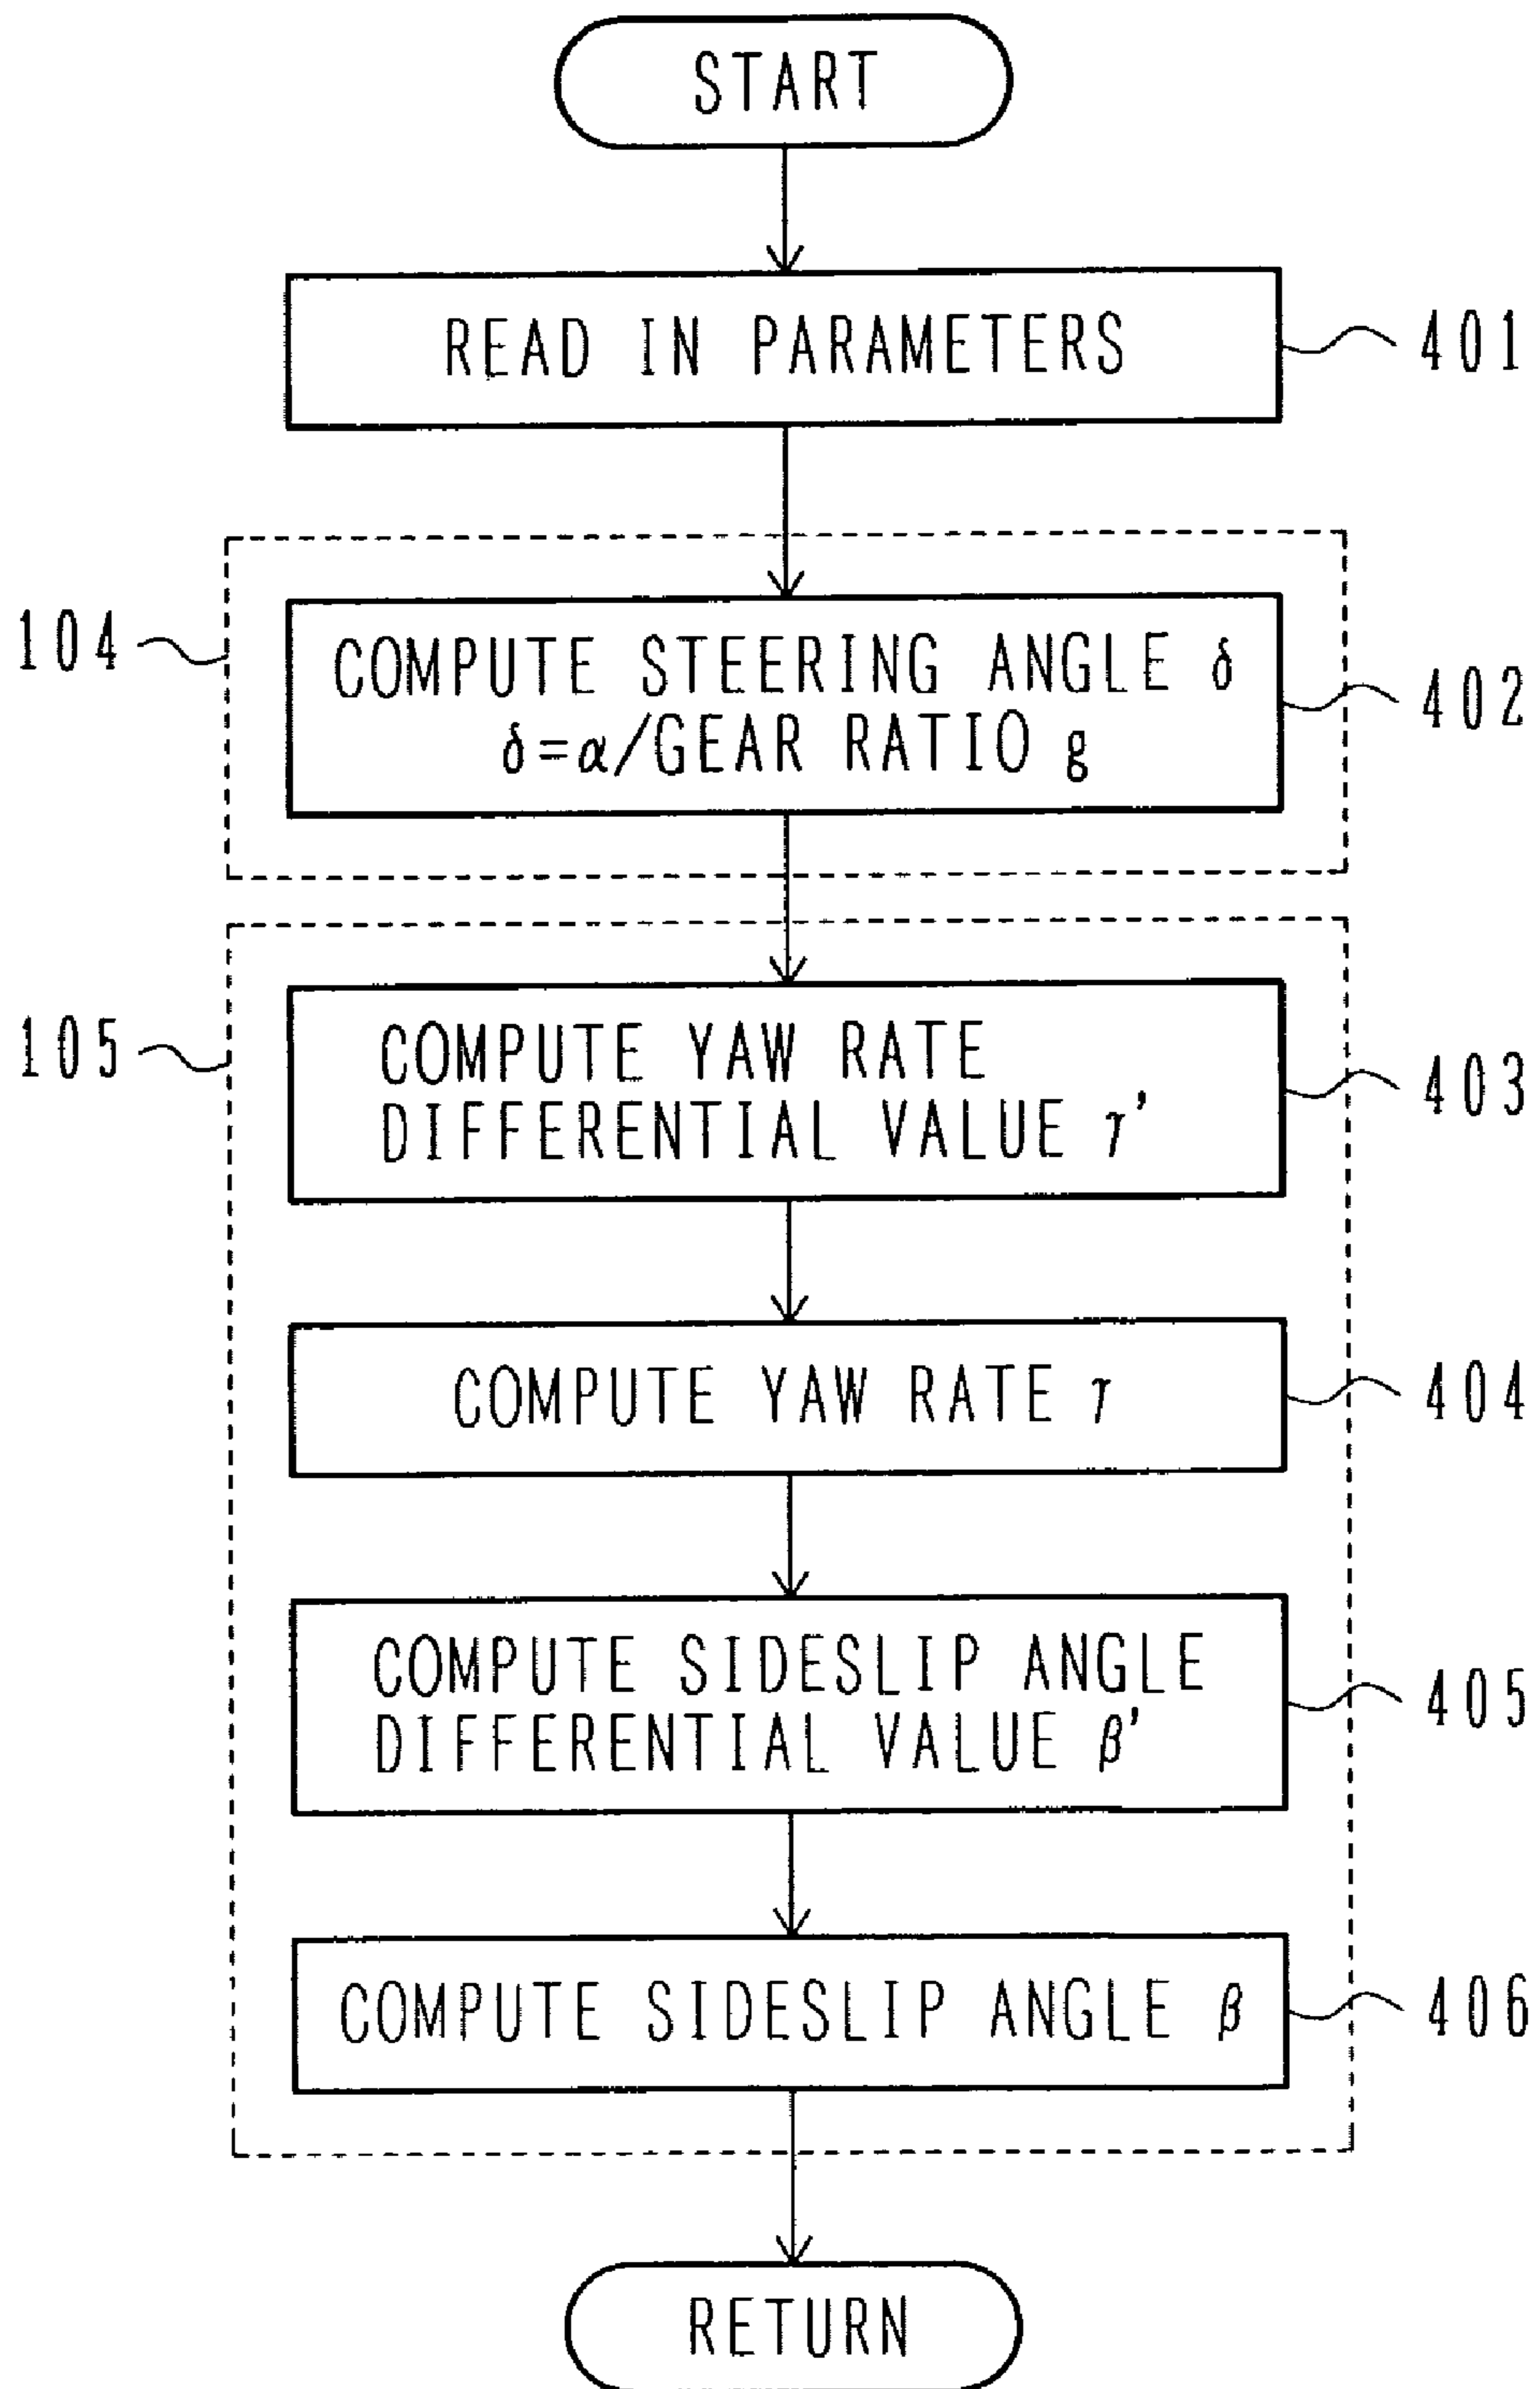 START
READ IN PARAMETERS
401
104
COMPUTE STEERING ANGLE δ
δ=α/GEAR RATIO g
402
105
COMPUTE YAW RATE
DIFFERENTIAL VALUE γ'
403
COMPUTE YAW RATE γ
404
COMPUTE SIDESLIP ANGLE
DIFFERENTIAL VALUE β'
405
COMPUTE SIDESLIP ANGLE β
406
RETURN